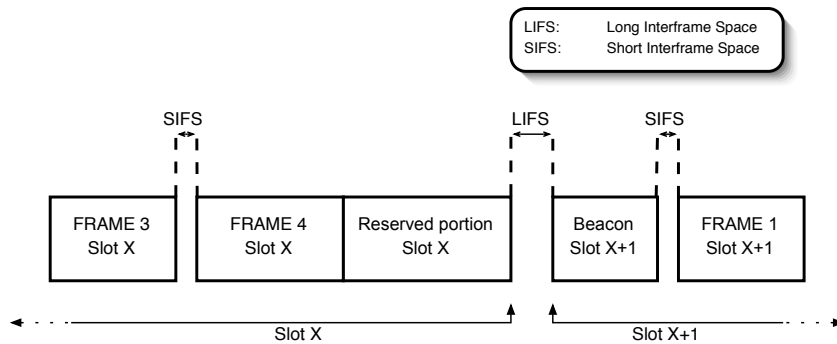 LIFS: Long Interframe Space
SIFS: Short Interframe Space
SIFS
LIFS
SIFS
FRAME 3
Slot X
FRAME 4
Slot X
Reserved portion
Slot X
Beacon
Slot X+1
FRAME 1
Slot X+1
Slot X
Slot X+1